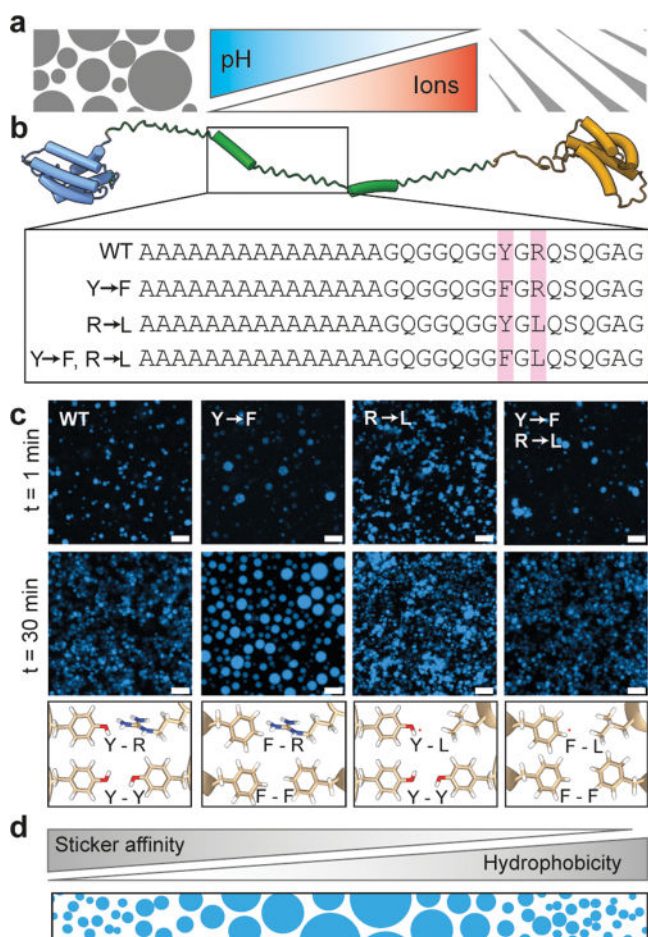 a
pH
Ions
b
WT AAAAAAAAAAAAAAAGQGGQGGYGRQSQGAG
Y→F AAAAAAAAAAAAAAAGQGGQGGFGRQSQGAG
R→L AAAAAAAAAAAAAAAGQGGQGGYGLQSQGAG
Y→F, R→L AAAAAAAAAAAAAAAGQGGQGGFGLQSQGAG
c
WT
Y→F
R→L
Y→F
R→L
t = 1 min
t = 30 min
Y - R
F - R
Y - L
F - L
Y - Y
F - F
Y - Y
F - F
d
Sticker affinity
Hydrophobicity